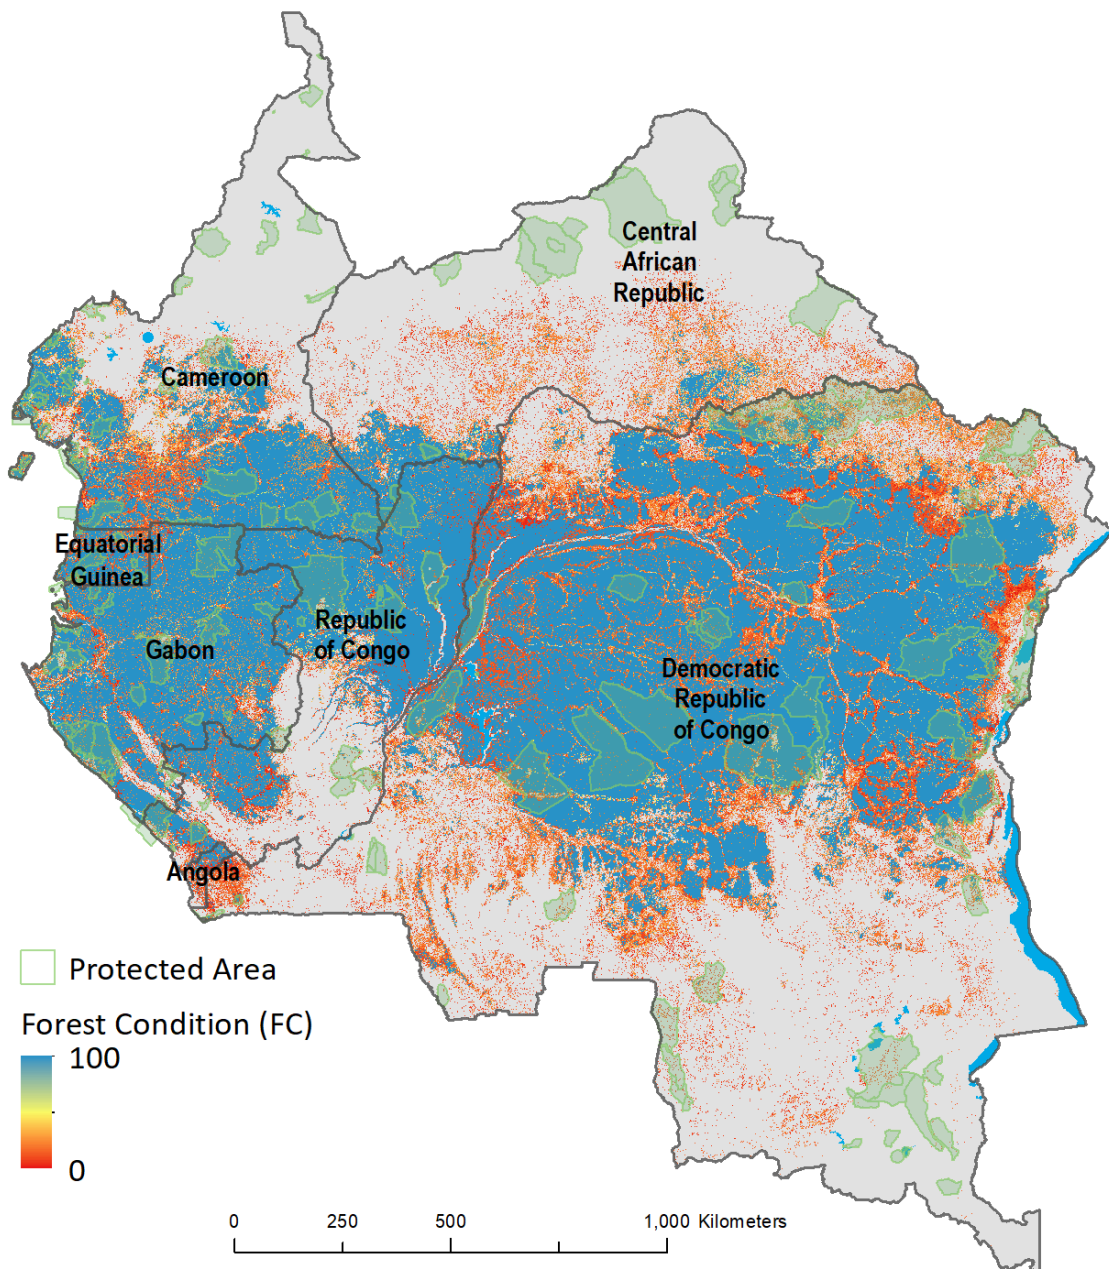 Central
African
Republic
Cameroon
Equatorial
Guinea
Gabon
Republic
of Congo
Democratic
Republic
of Congo
Angola
Protected Area
Forest Condition (FC)
100
0
0 250 500 1,000 Kilometers